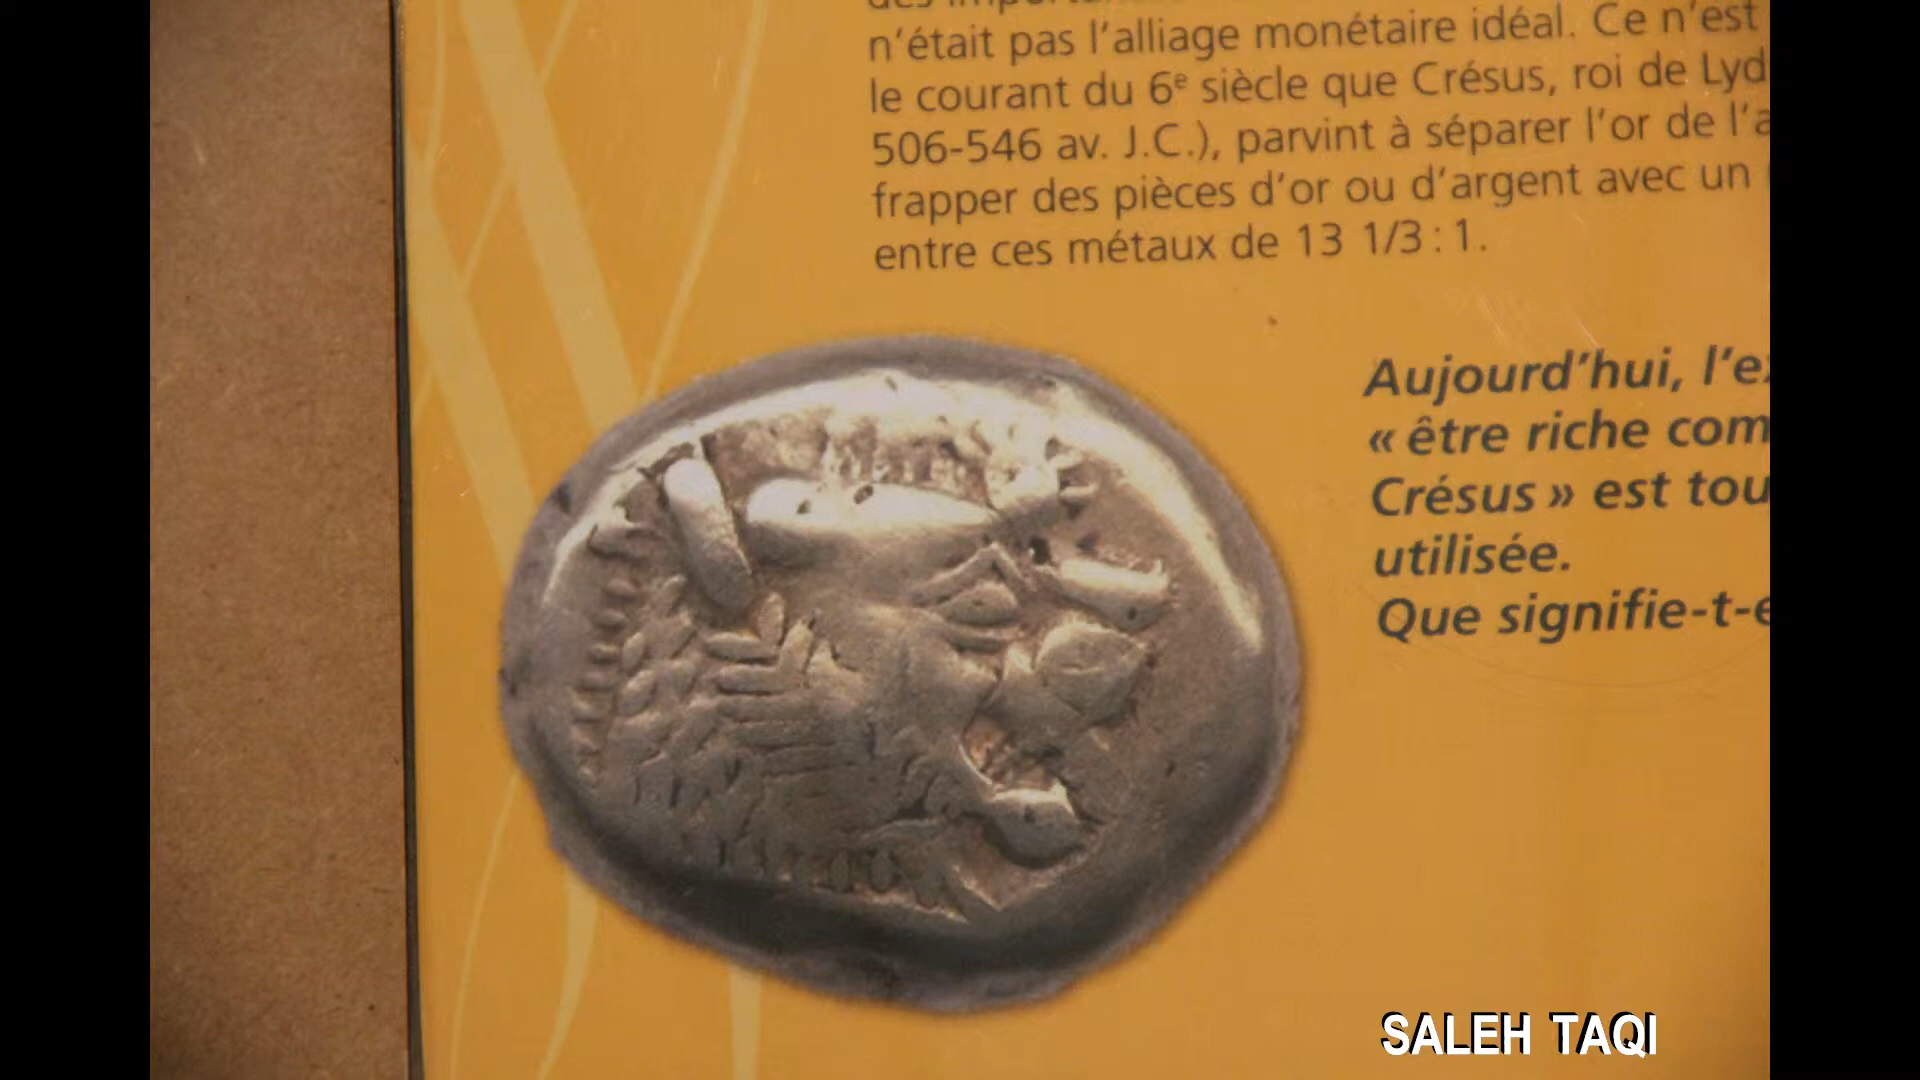 n'était pas l'alliage monétaire idéal. Ce n'est
le courant du 6e siècle que Crésus, roi de Lyd
506-546 av. J.C.), parvint à séparer l'or de l'a
frapper des pièces d'or ou d'argent avec un
entre ces métaux de 13 1/3 : 1.
Aujourd'hui, l'ex
« être riche com
Crésus » est tou
utilisée.
Que signifie-t-e
SALEH TAQI